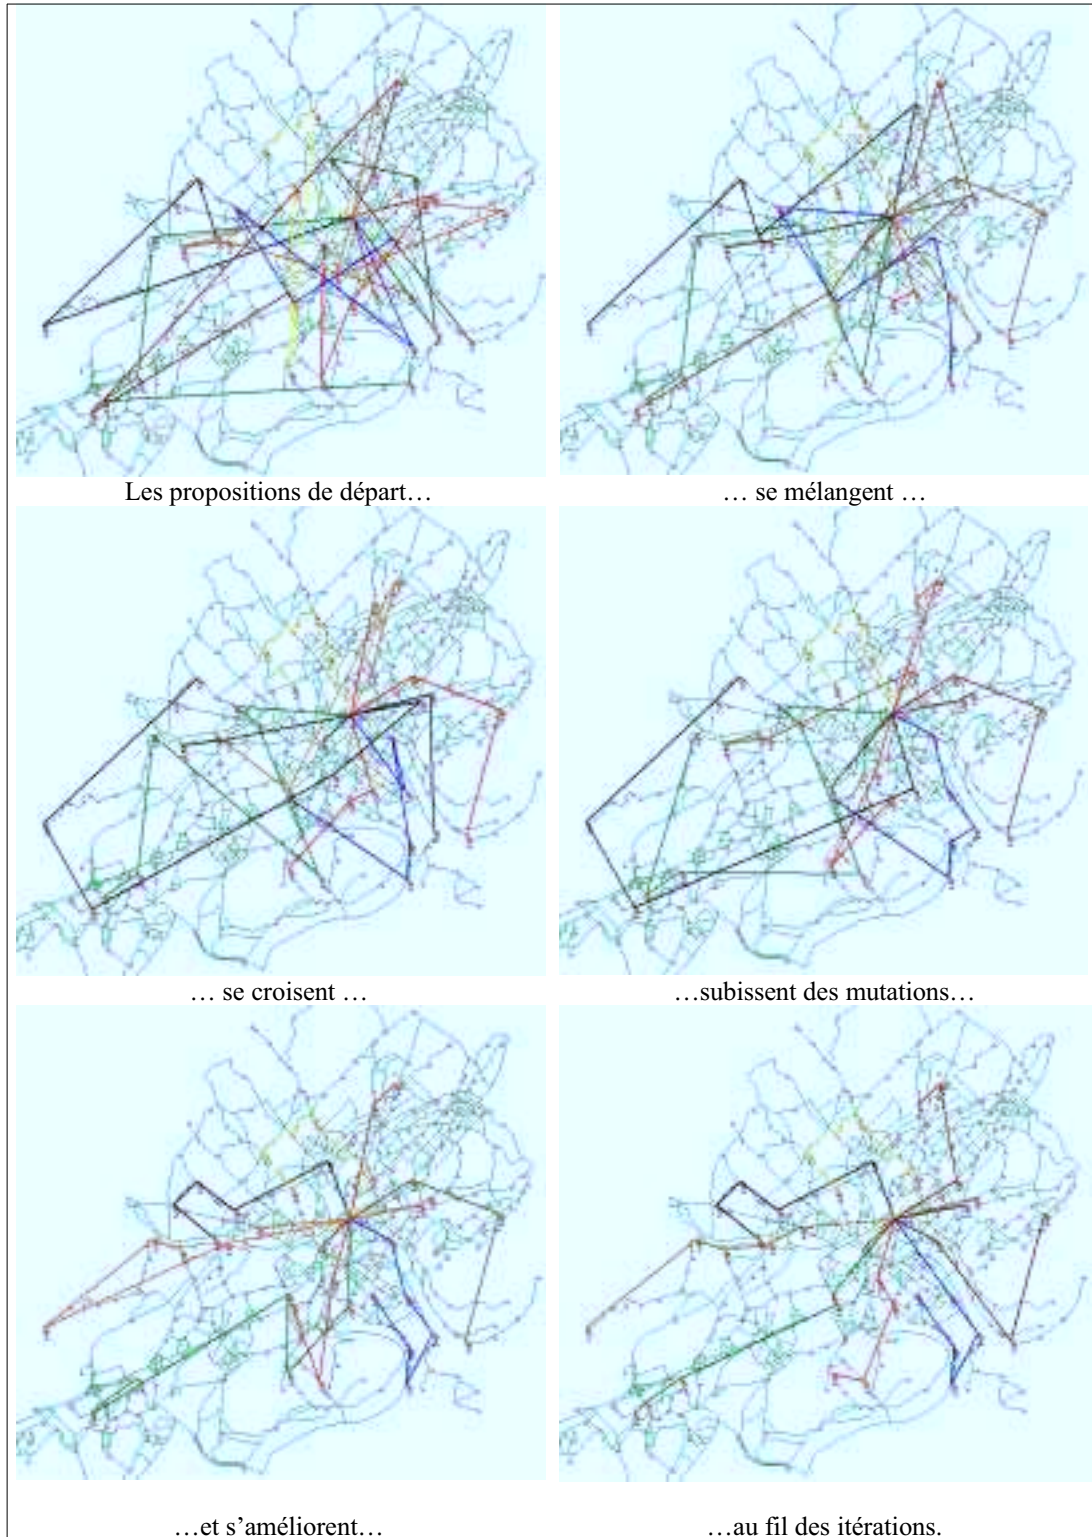 Les propositions de départ…
… se mélangent …
… se croisent …
…subissent des mutations…
…et s’améliorent…
…au fil des itérations.